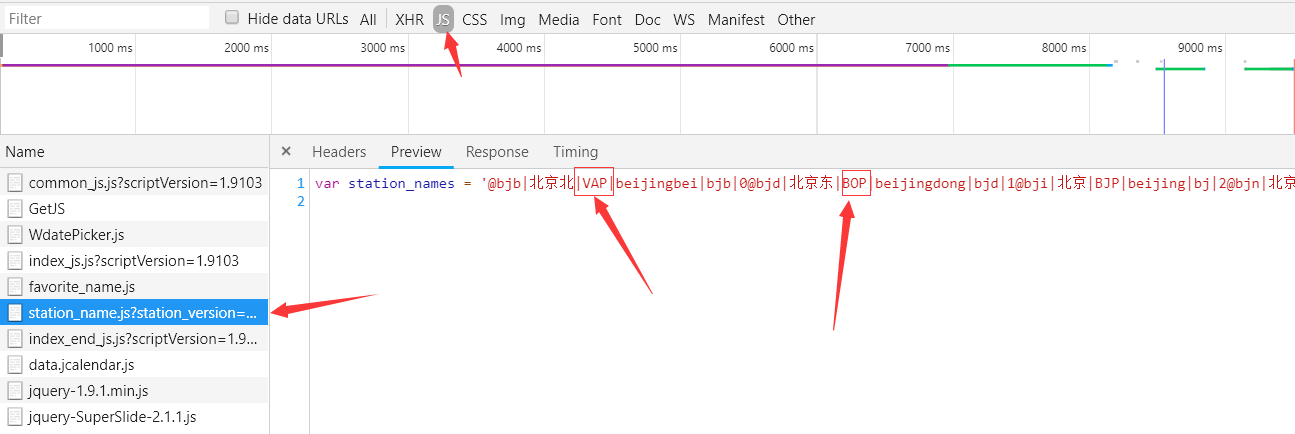 Filter Hide data URLs All XHR JS CSS Img Media Font Doc WS Manifest Other
1000 ms 2000 ms 3000 ms 4000 ms 5000 ms 6000 ms 7000 ms 8000 ms 9000 ms
Name
× Headers Preview Response Timing
common_js.js?scriptVersion=1.9103
GetJS
WdatePicker.js
index_js.js?scriptVersion=1.9103
favorite_name.js
station_name.js?station_version=...
index_end_js.js?scriptVersion=1.9...
data.jcalendar.js
jquery-1.9.1.min.js
jquery-SuperSlide-2.1.1.js
1 var station_names = '@bjb|北京北|VAP|beijingbei|bjb|0@bjd|北京东|BOP|beijingdong|bjd|1@bji|北京|BJP|beijing|bj|2@bjn|北京
2